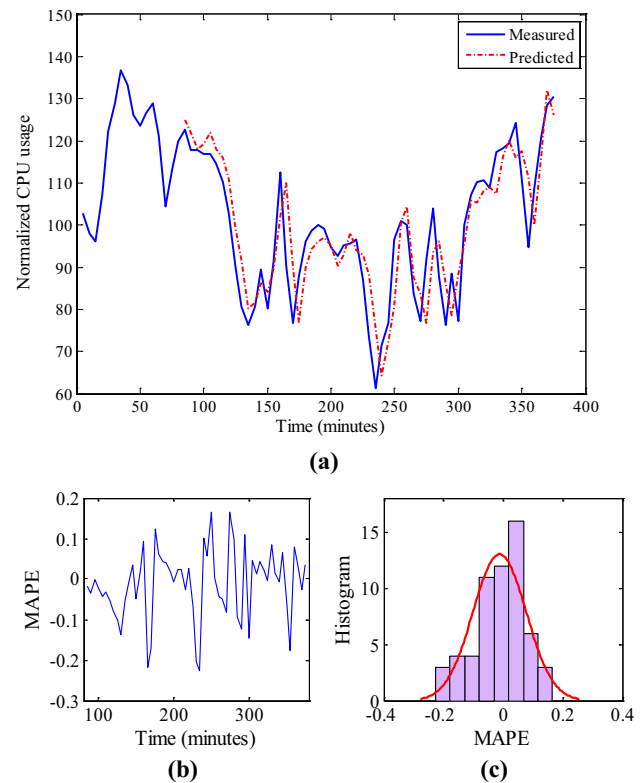 150
140
130
120
110
100
90
80
70
60
Normalized CPU usage
Measured
Predicted
0 50 100 150 200 250 300 350 400
Time (minutes)
(a)
0.2
0.1
0
-0.1
-0.2
-0.3
MAPE
100 200 300
Time (minutes)
(b)
15
10
5
0
Histogram
-0.4 -0.2 0 0.2 0.4
MAPE
(c)